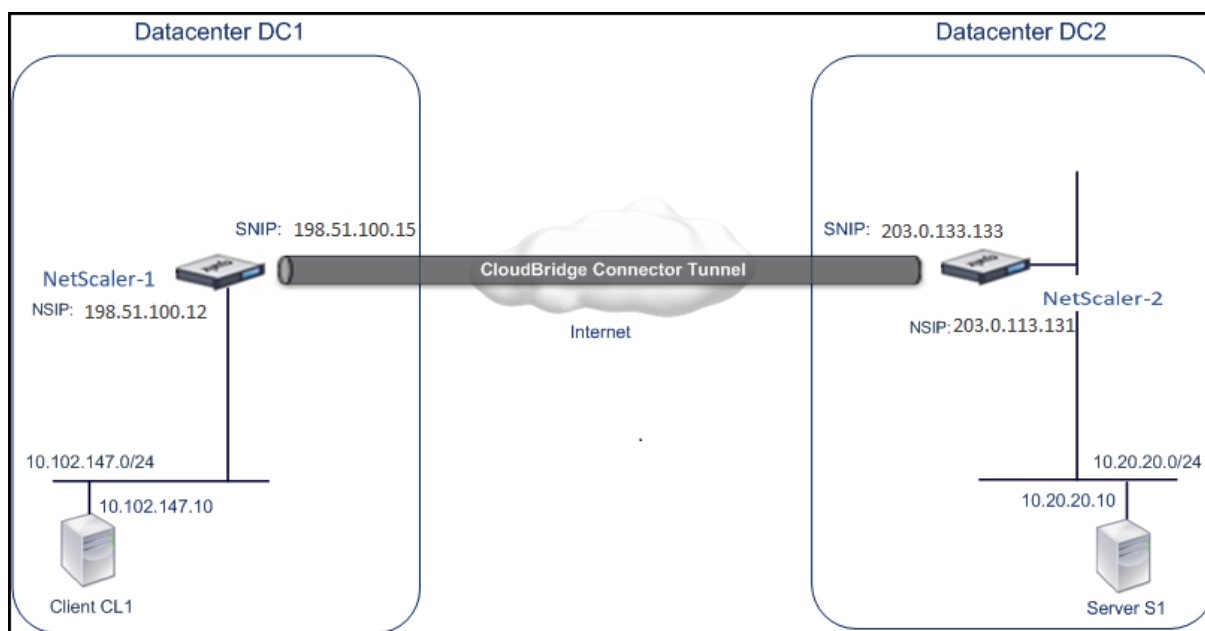 Datacenter DC1
Datacenter DC2
SNIP: 198.51.100.15
SNIP: 203.0.133.133
CloudBridge Connector Tunnel
NetScaler-1
NetScaler-2
NSIP: 198.51.100.12
NSIP: 203.0.113.131
Internet
10.102.147.0/24
10.20.20.0/24
10.102.147.10
10.20.20.10
Client CL1
Server S1